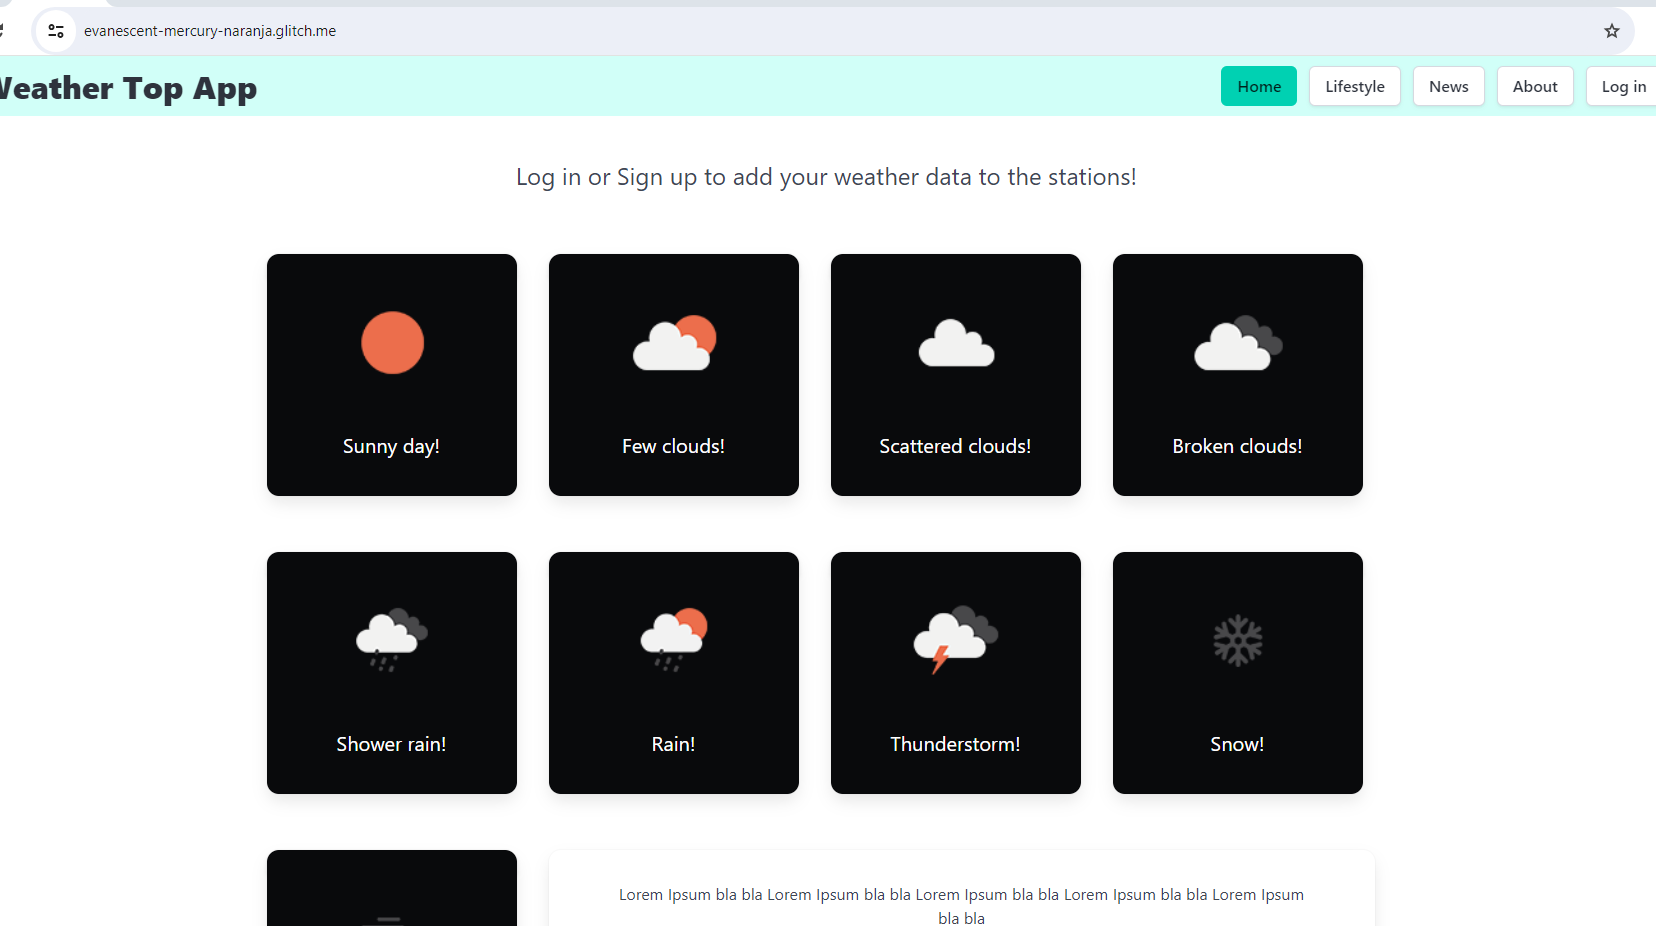 evanescent-mercury-naranja.glitch.me
Weather Top App
Home Lifestyle News About Log in
Log in or Sign up to add your weather data to the stations!
Sunny day! Few clouds! Scattered clouds! Broken clouds!
Shower rain! Rain! Thunderstorm! Snow!
Lorem Ipsum bla bla Lorem Ipsum bla bla Lorem Ipsum bla bla Lorem Ipsum bla bla Lorem Ipsum
bla bla